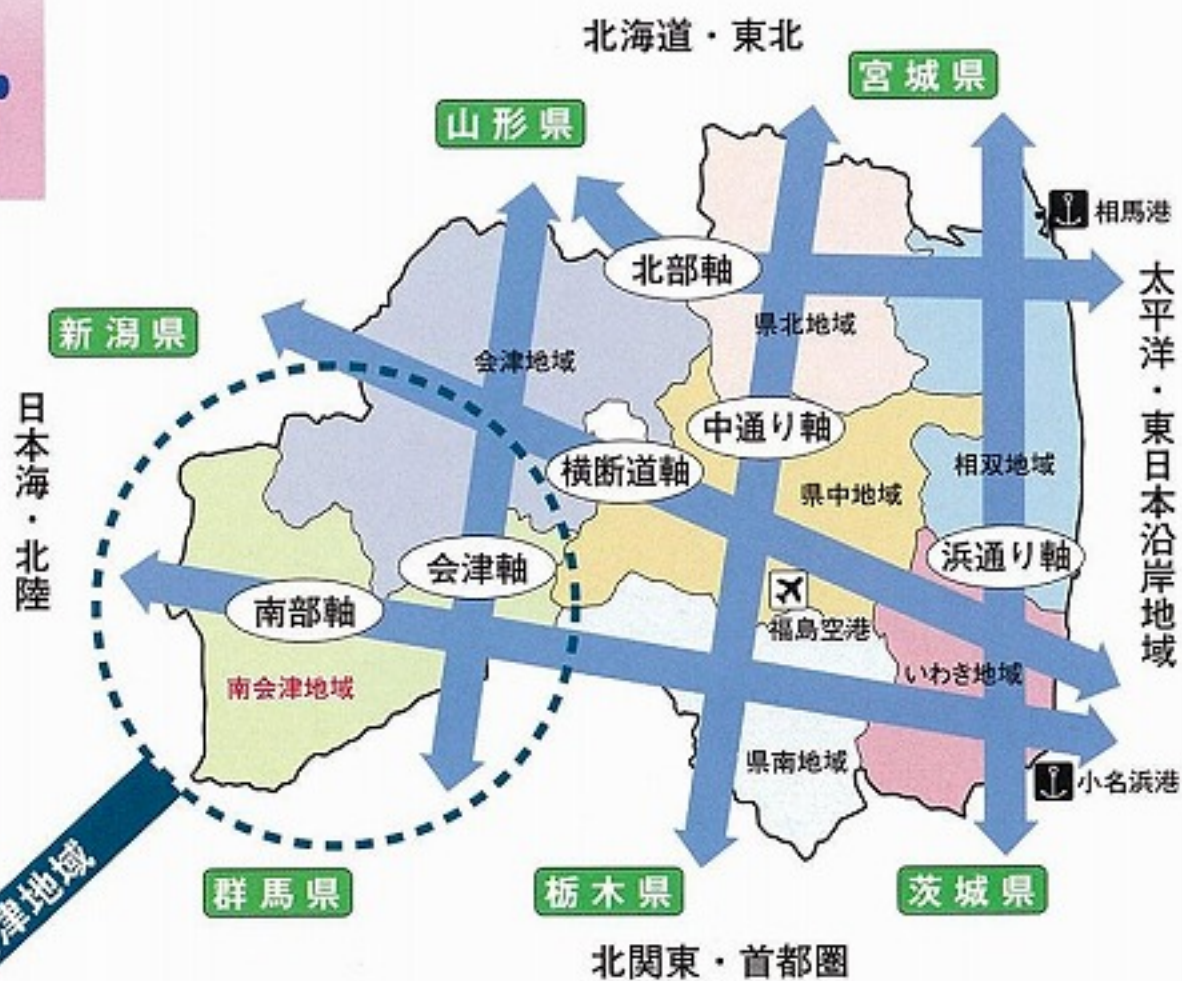 北海道・東北
宮城県
山形県
相馬港
北部軸
太平洋・東日本沿岸地域
新潟県
県北地域
会津地域
日本海・北陸
中通り軸
横断道軸
相双地域
県中地域
浜通り軸
会津軸
南部軸
福島空港
いわき地域
南会津地域
県南地域
小名浜港
津地域
群馬県
栃木県
茨城県
北関東・首都圏